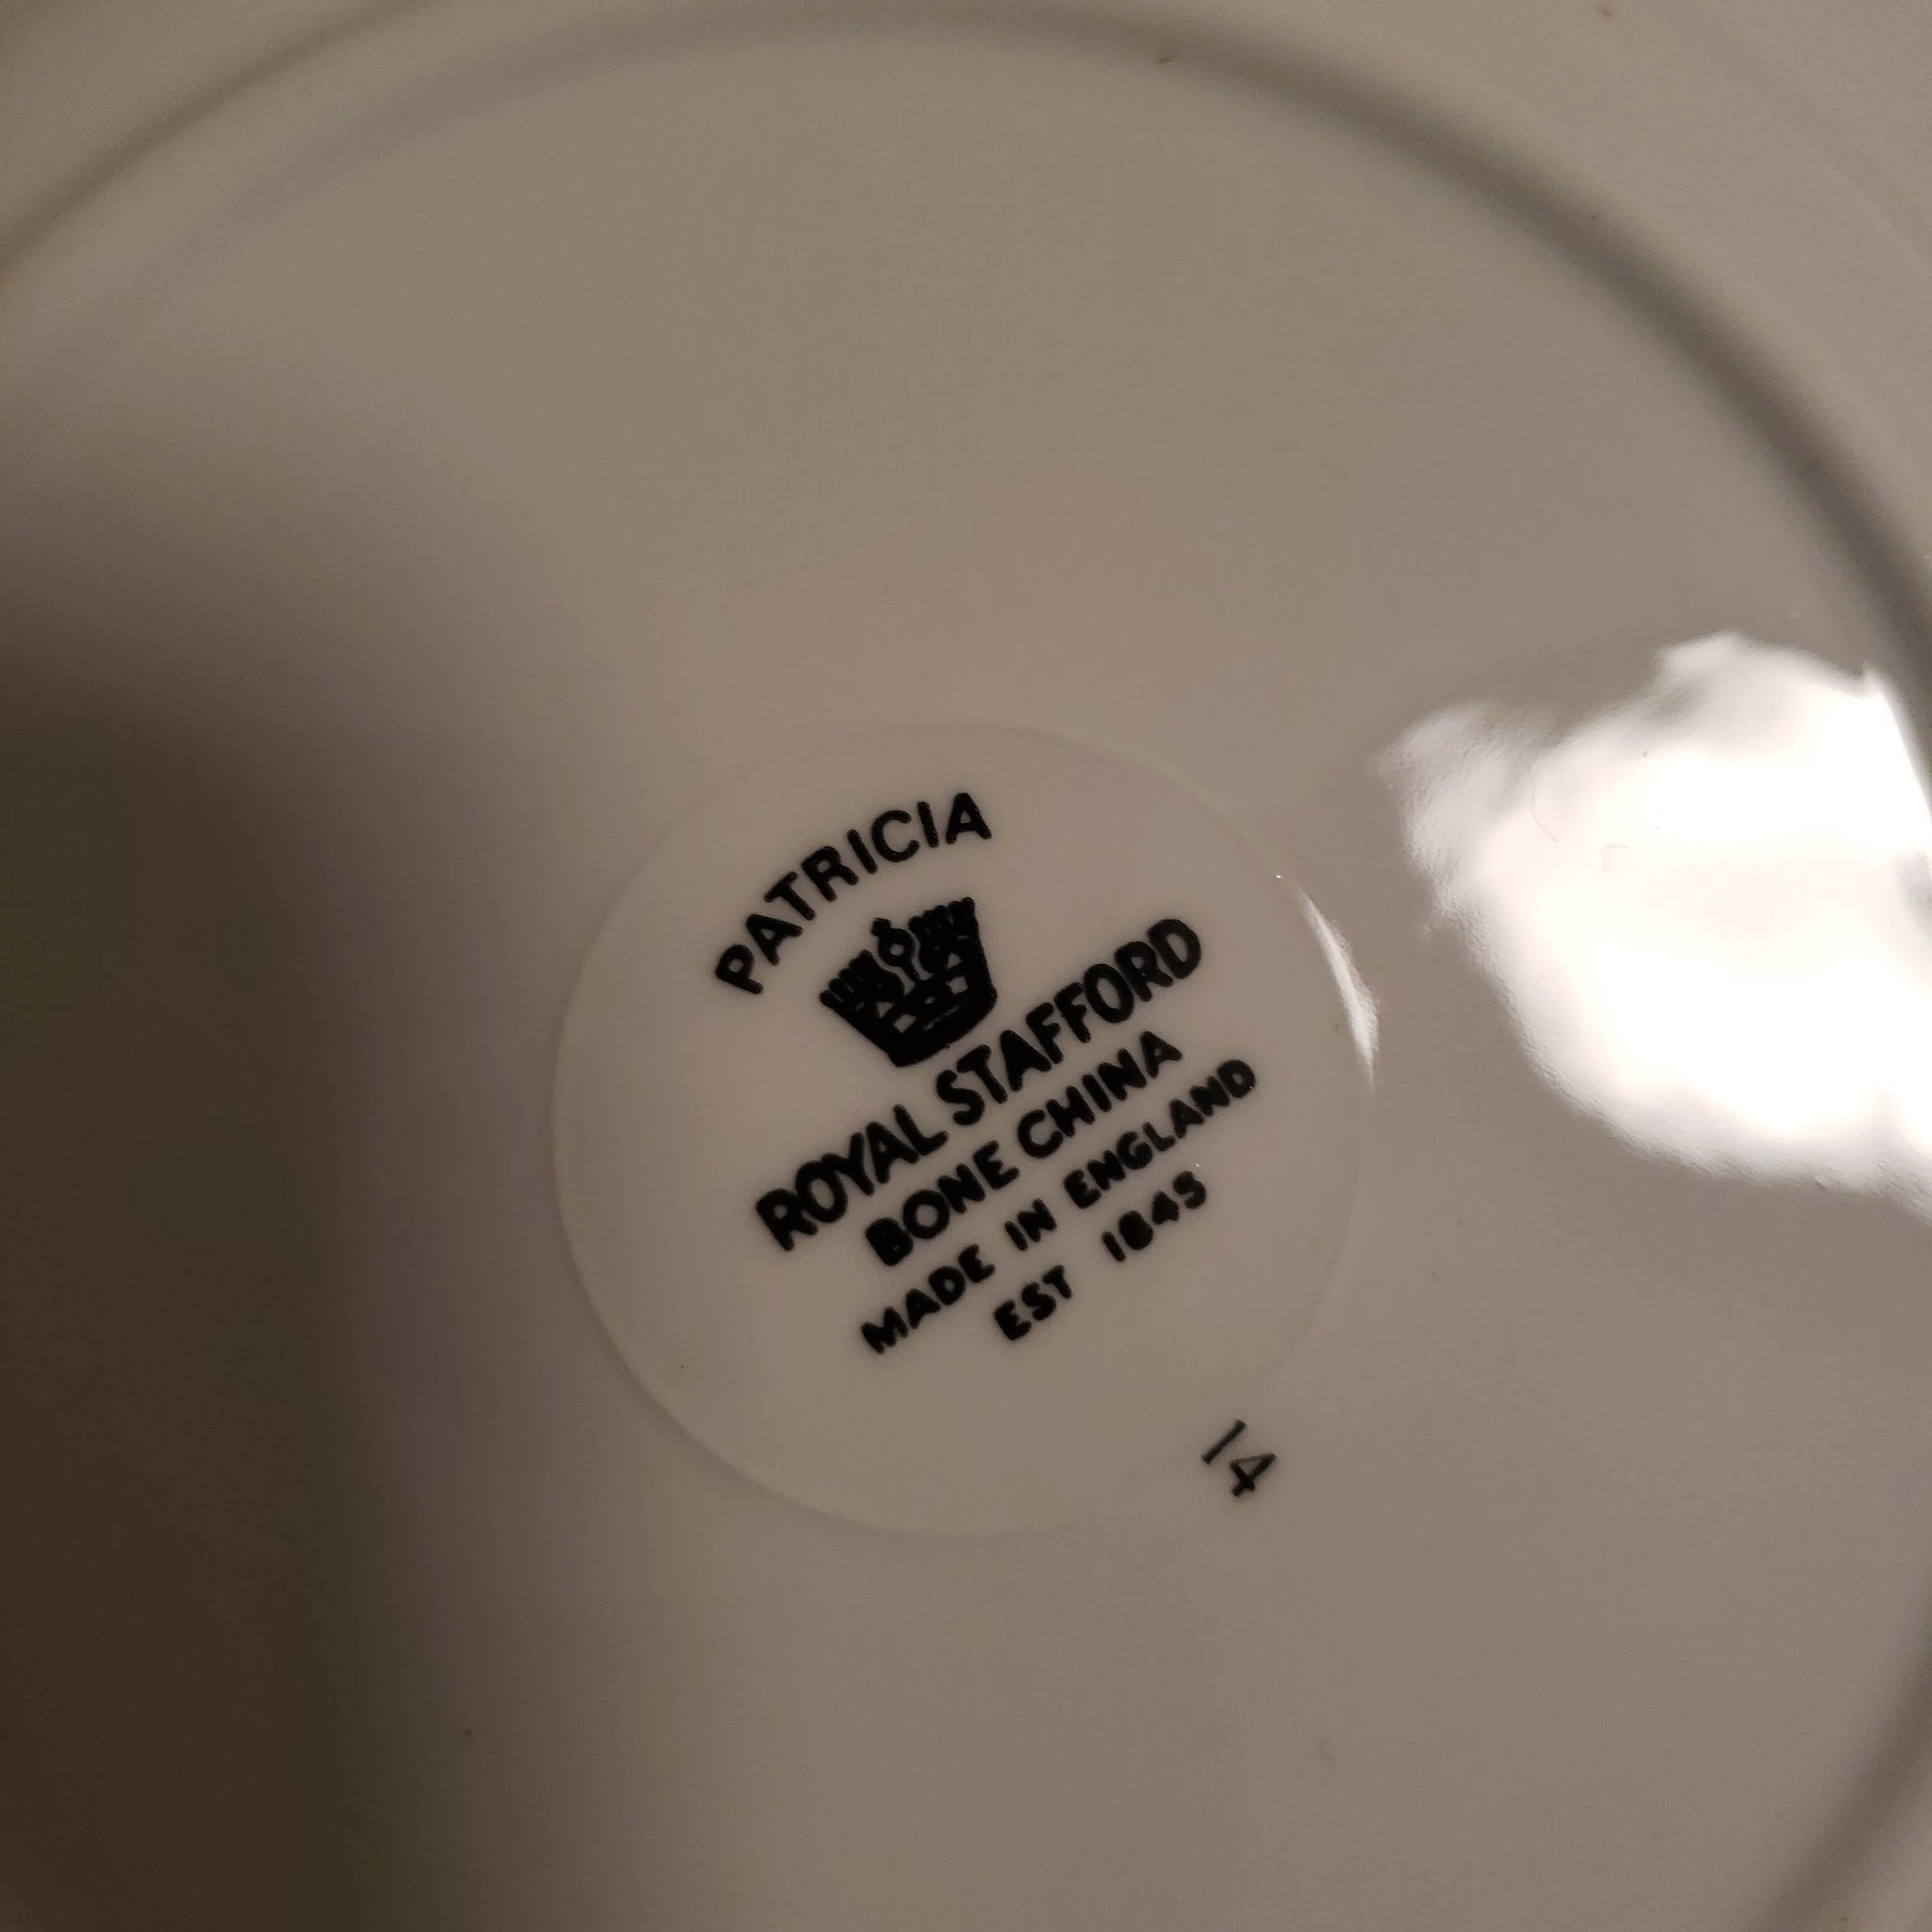 PATRICIA
ROYAL STAFFORD
BONE CHINA
MADE IN ENGLAND
EST 1845
14